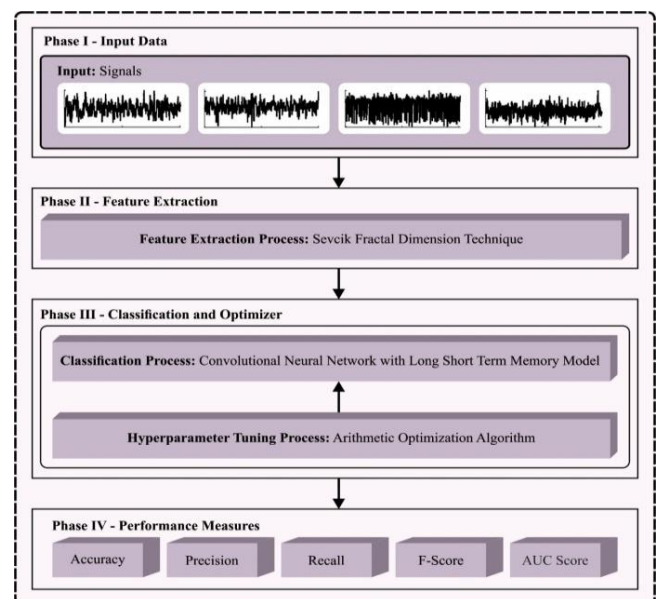 Phase I - Input Data
Input: Signals
Phase II - Feature Extraction
Feature Extraction Process: Sevcik Fractal Dimension Technique
Phase III - Classification and Optimizer
Classification Process: Convolutional Neural Network with Long Short Term Memory Model
Hyperparameter Tuning Process: Arithmetic Optimization Algorithm
Phase IV - Performance Measures
Accuracy
Precision
Recall
F-Score
AUC Score